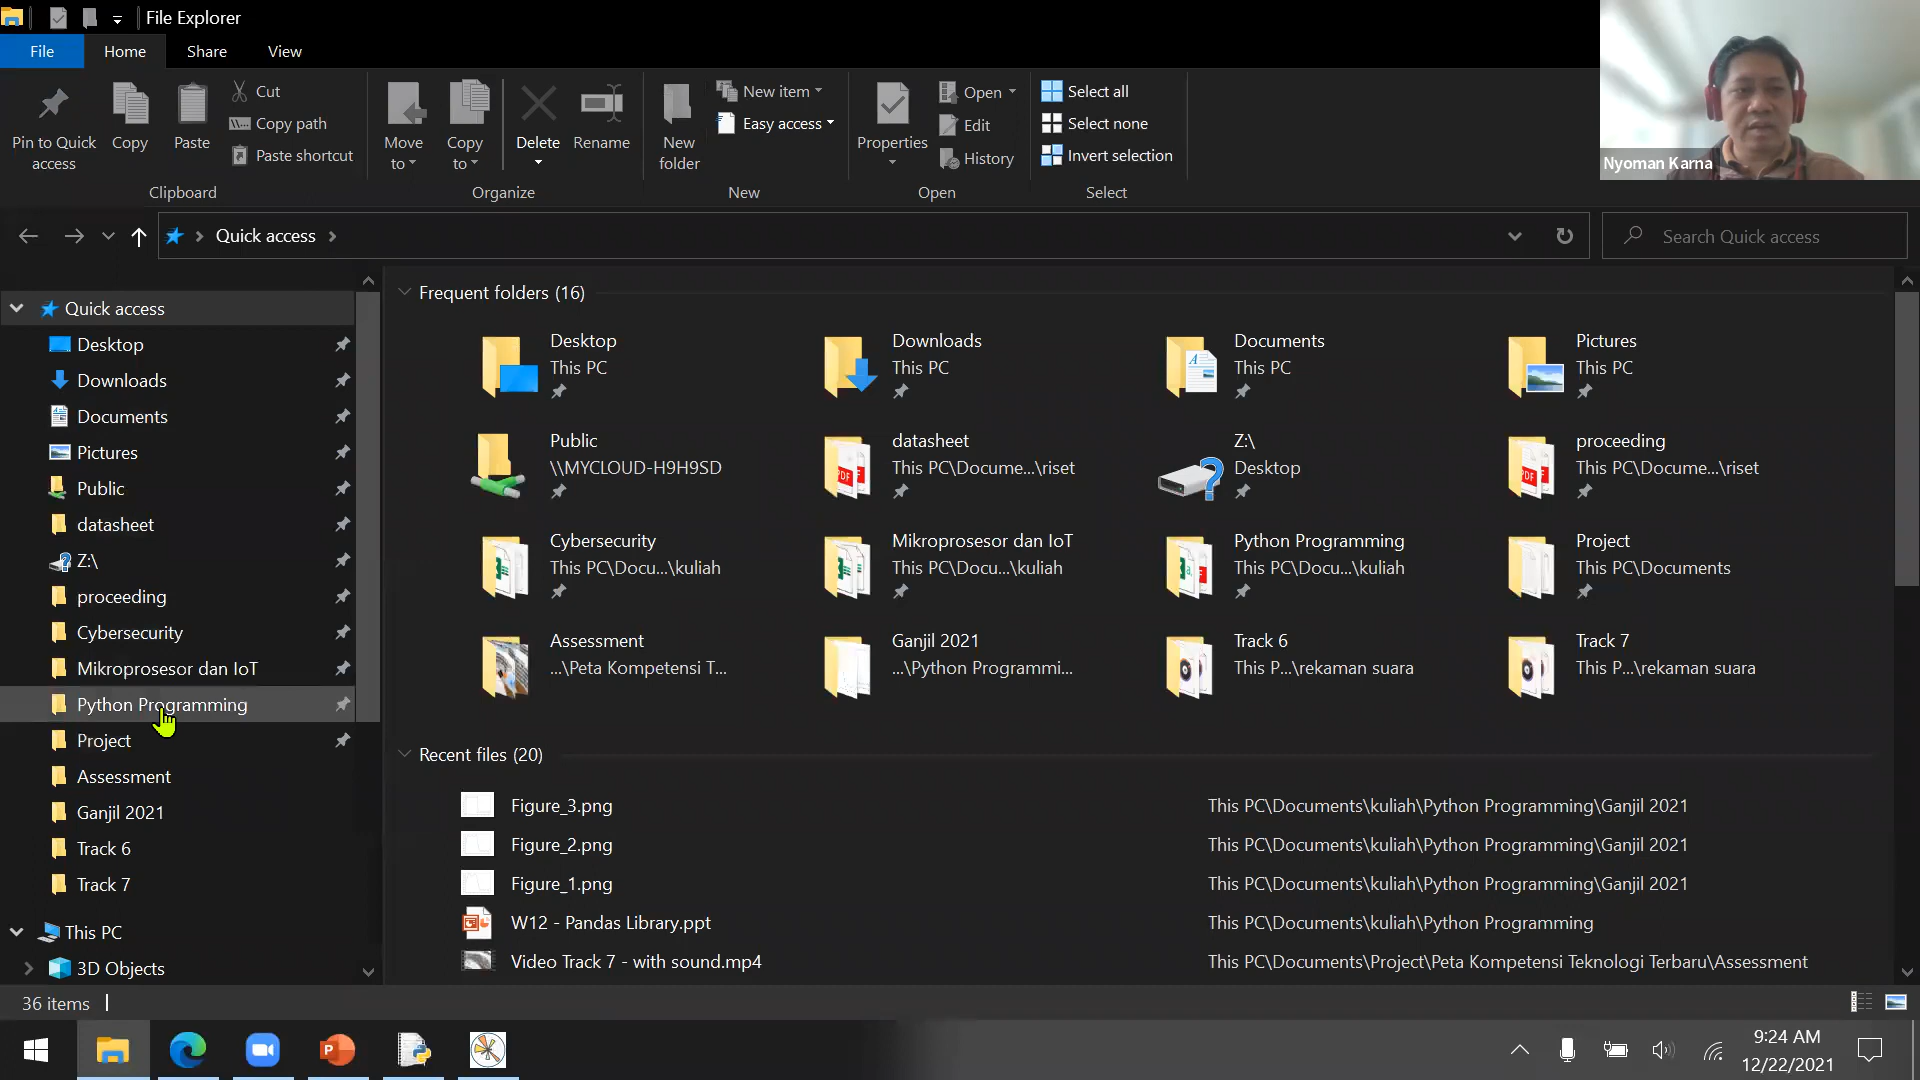 File Explorer
File Home Share View
Nyoman Karna
Pin to Quick access
Copy
Paste
Cut
Copy path
Paste shortcut
Clipboard
Move to
Copy to
Delete
Rename
Organize
New folder
New item
Easy access
New
Properties
Open
Edit
History
Open
Select all
Select none
Invert selection
Select
Quick access
Search Quick access
Quick access
Desktop
Downloads
Documents
Pictures
Public
datasheet
Z:\
proceeding
Cybersecurity
Mikroprosesor dan IoT
Python Programming
Project
Assessment
Ganjil 2021
Track 6
Track 7
This PC
3D Objects
Frequent folders (16)
Desktop
This PC
Downloads
This PC
Documents
This PC
Pictures
This PC
Public
\\MYCLOUD-H9H9SD
datasheet
This PC\Docume...\riset
Z:\
Desktop
proceeding
This PC\Docume...\riset
Cybersecurity
This PC\Docu...\kuliah
Mikroprosesor dan IoT
This PC\Docu...\kuliah
Python Programming
This PC\Docu...\kuliah
Project
This PC\Documents
Assessment
...\Peta Kompetensi T...
Ganjil 2021
...\Python Programmi...
Track 6
This P...\rekaman suara
Track 7
This P...\rekaman suara
Recent files (20)
Figure_3.png This PC\Documents\kuliah\Python Programming\Ganjil 2021
Figure_2.png This PC\Documents\kuliah\Python Programming\Ganjil 2021
Figure_1.png This PC\Documents\kuliah\Python Programming\Ganjil 2021
W12 - Pandas Library.ppt This PC\Documents\kuliah\Python Programming
Video Track 7 - with sound.mp4 This PC\Documents\Project\Peta Kompetensi Teknologi Terbaru\Assessment
36 items
9:24 AM
12/22/2021